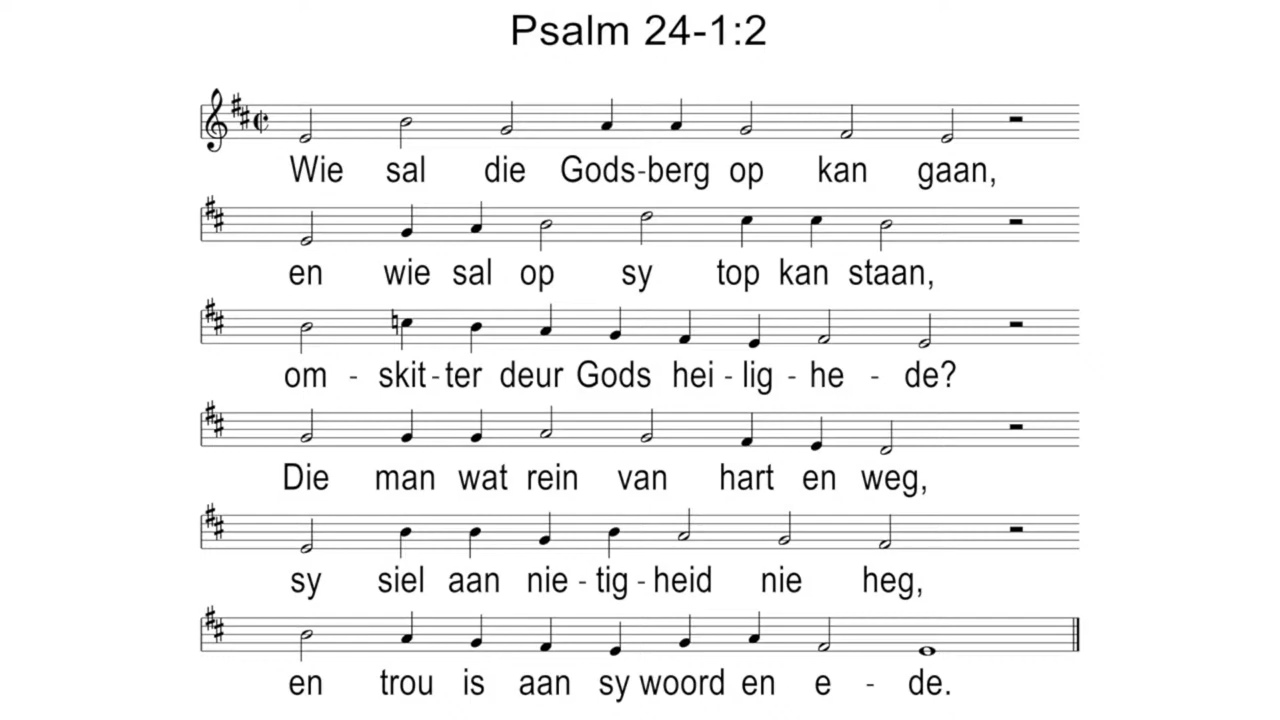 Psalm 24-1:2
Wie sal die Gods-berg op kan gaan,
en wie sal op sy top kan staan,
om - skit-ter deur Gods hei - lig - he - de?
Die man wat rein van hart en weg,
sy siel aan nie - tig - heid nie heg,
en trou is aan sy woord en e - de.